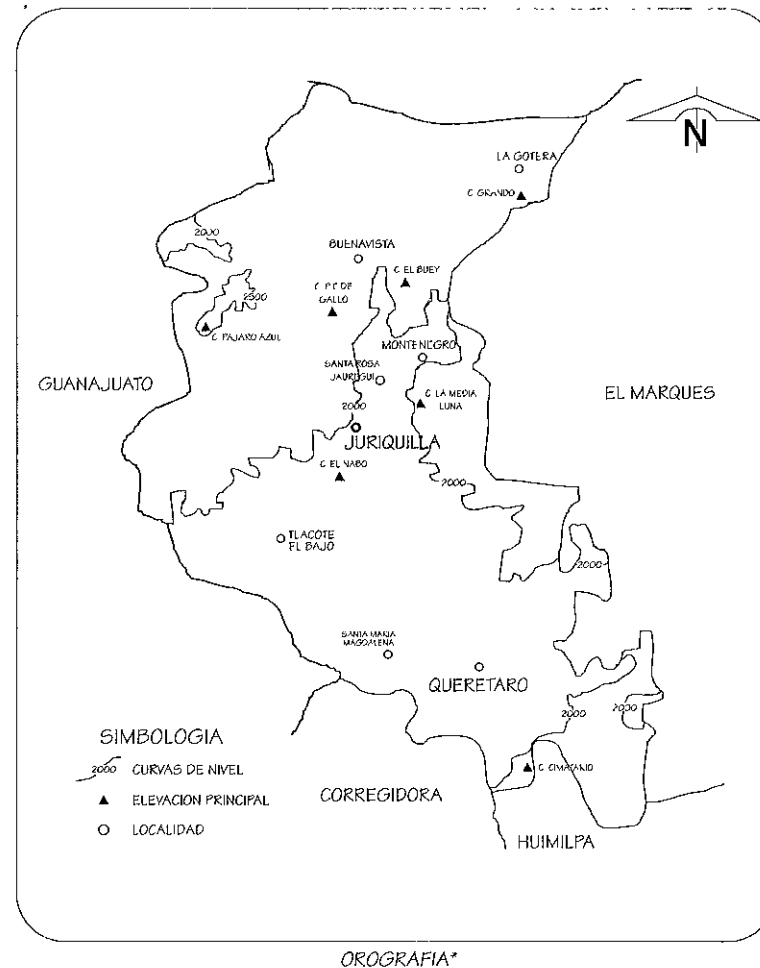 N
LA GOTERA
C GRANDO
2000
BUENAVISTA
C EL BUEY
C PIC DE
GALLO
2500
C PAJARO AZUL
MONTENEGRO
SANTA ROSA
JAUREGUI
GUANAJUATO
EL MARQUES
C LA MEDIA
LUNA
2000
JURIQUILLA
C EL NABO
2000
TLACOTE
EL BAJO
2000
SANTA MARIA
MAGDALENA
QUERETARO
2000
2000
SIMBOLOGIA
2000 CURVAS DE NIVEL
ELEVACION PRINCIPAL
LOCALIDAD
C CIMATARIO
CORREGIDORA
HUIMILPA
OROGRAFIA*